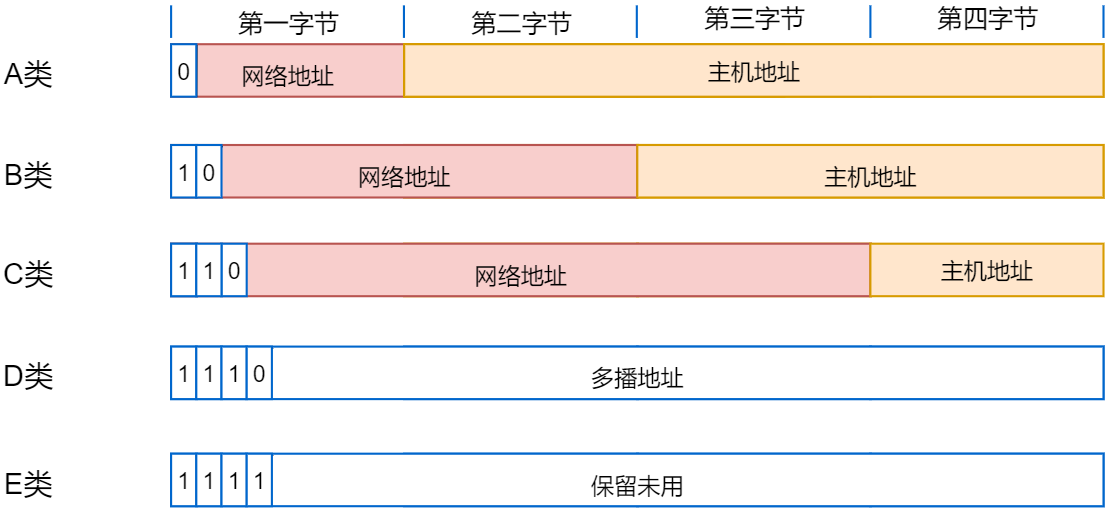 第一字节 第二字节 第三字节 第四字节
A类 0 网络地址 主机地址
B类 1 0 网络地址 主机地址
C类 1 1 0 网络地址 主机地址
D类 1 1 1 0 多播地址
E类 1 1 1 1 保留未用